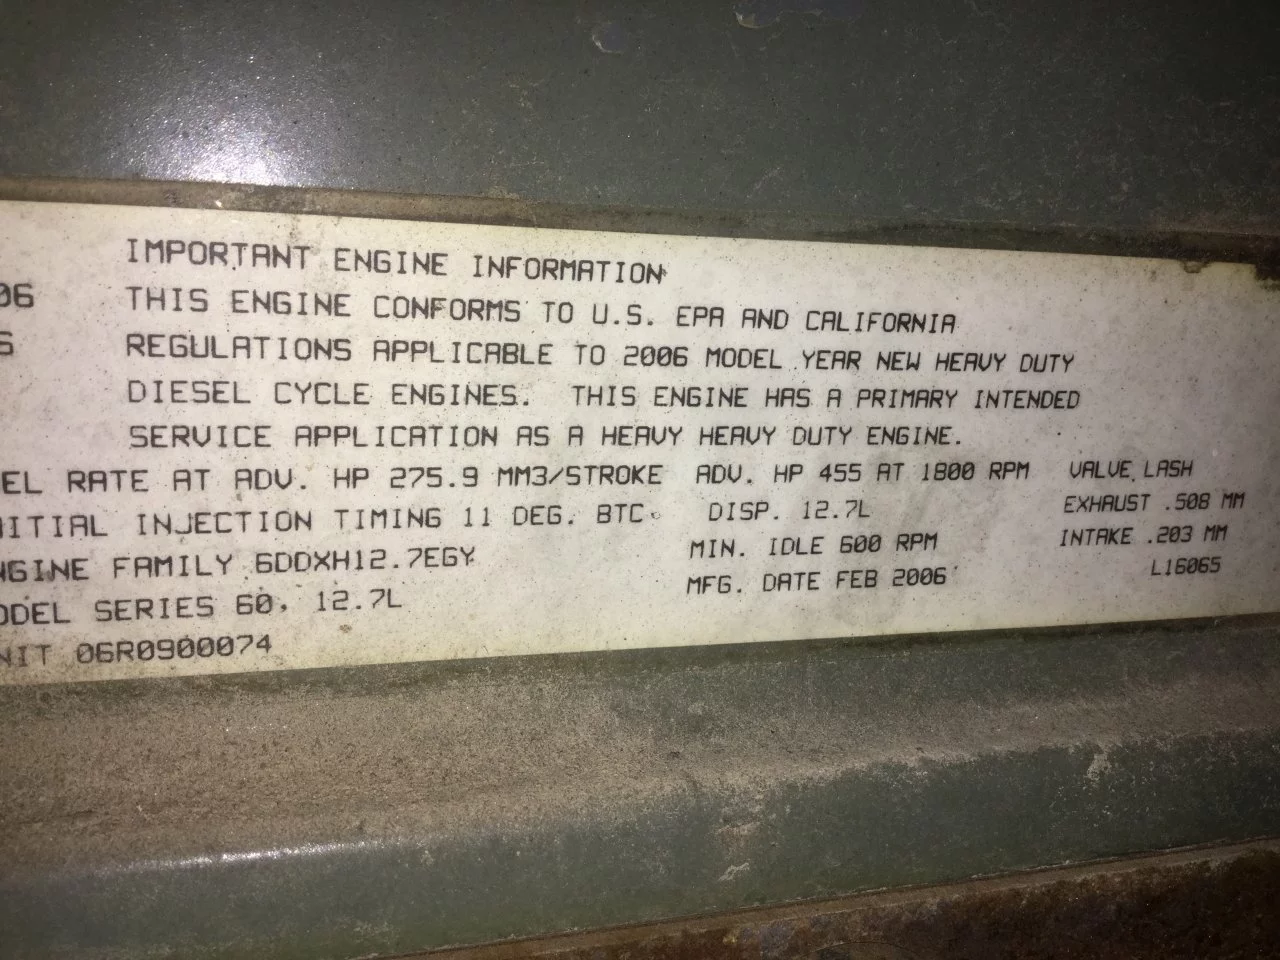 IMPORTANT ENGINE INFORMATION
06 THIS ENGINE CONFORMS TO U.S. EPA AND CALIFORNIA
REGULATIONS APPLICABLE TO 2006 MODEL YEAR NEW HEAVY DUTY
DIESEL CYCLE ENGINES. THIS ENGINE HAS A PRIMARY INTENDED
SERVICE APPLICATION AS A HEAVY HEAVY DUTY ENGINE.
EL RATE AT ADV. HP 275.9 MM3/STROKE ADV. HP 455 AT 1800 RPM VALVE LASH
NITIAL INJECTION TIMING 11 DEG. BTC. DISP. 12.7L EXHAUST .508 MM
NGINE FAMILY 6DDXH12.7EGY MIN. IDLE 600 RPM INTAKE .203 MM
ODEL SERIES 60, 12.7L MFG. DATE FEB 2006 L16065
NIT 06R0900074